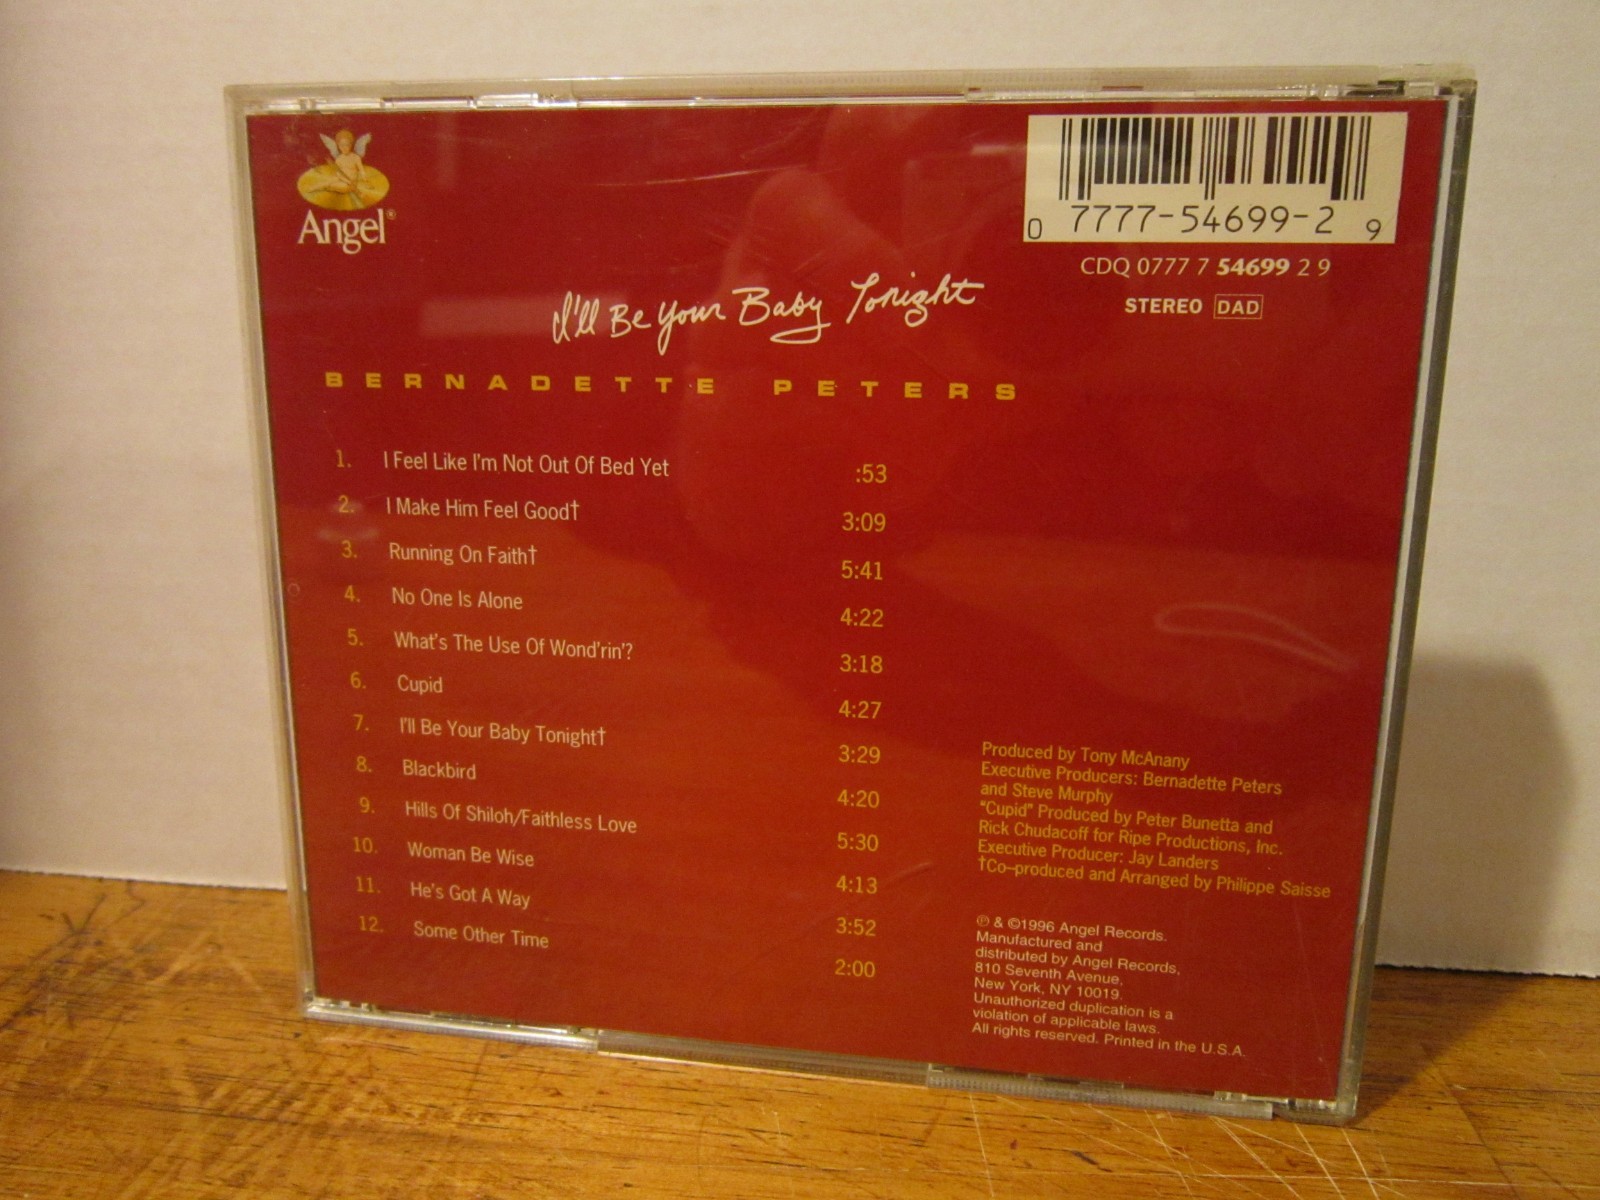 Angel®
0 7777-54699-2 9
CDQ 0777 7 54699 2 9
STEREO DAD
I'll Be Your Baby Tonight
BERNADETTE PETERS
1. I Feel Like I'm Not Out Of Bed Yet :53
2. I Make Him Feel Good† 3:09
3. Running On Faith† 5:41
4. No One Is Alone 4:22
5. What's The Use Of Wond'rin'? 3:18
6. Cupid 4:27
7. I'll Be Your Baby Tonight† 3:29
8. Blackbird 4:20
9. Hills Of Shiloh/Faithless Love 5:30
10. Woman Be Wise 4:13
11. He's Got A Way 3:52
12. Some Other Time 2:00
Produced by Tony McAnany
Executive Producers: Bernadette Peters
and Steve Murphy
"Cupid" Produced by Peter Bunetta and
Rick Chudacoff for Ripe Productions, Inc.
Executive Producer: Jay Landers
†Co–produced and Arranged by Philippe Saisse
℗ & ©1996 Angel Records.
Manufactured and
distributed by Angel Records,
810 Seventh Avenue,
New York, NY 10019.
Unauthorized duplication is a
violation of applicable laws.
All rights reserved. Printed in the U.S.A.